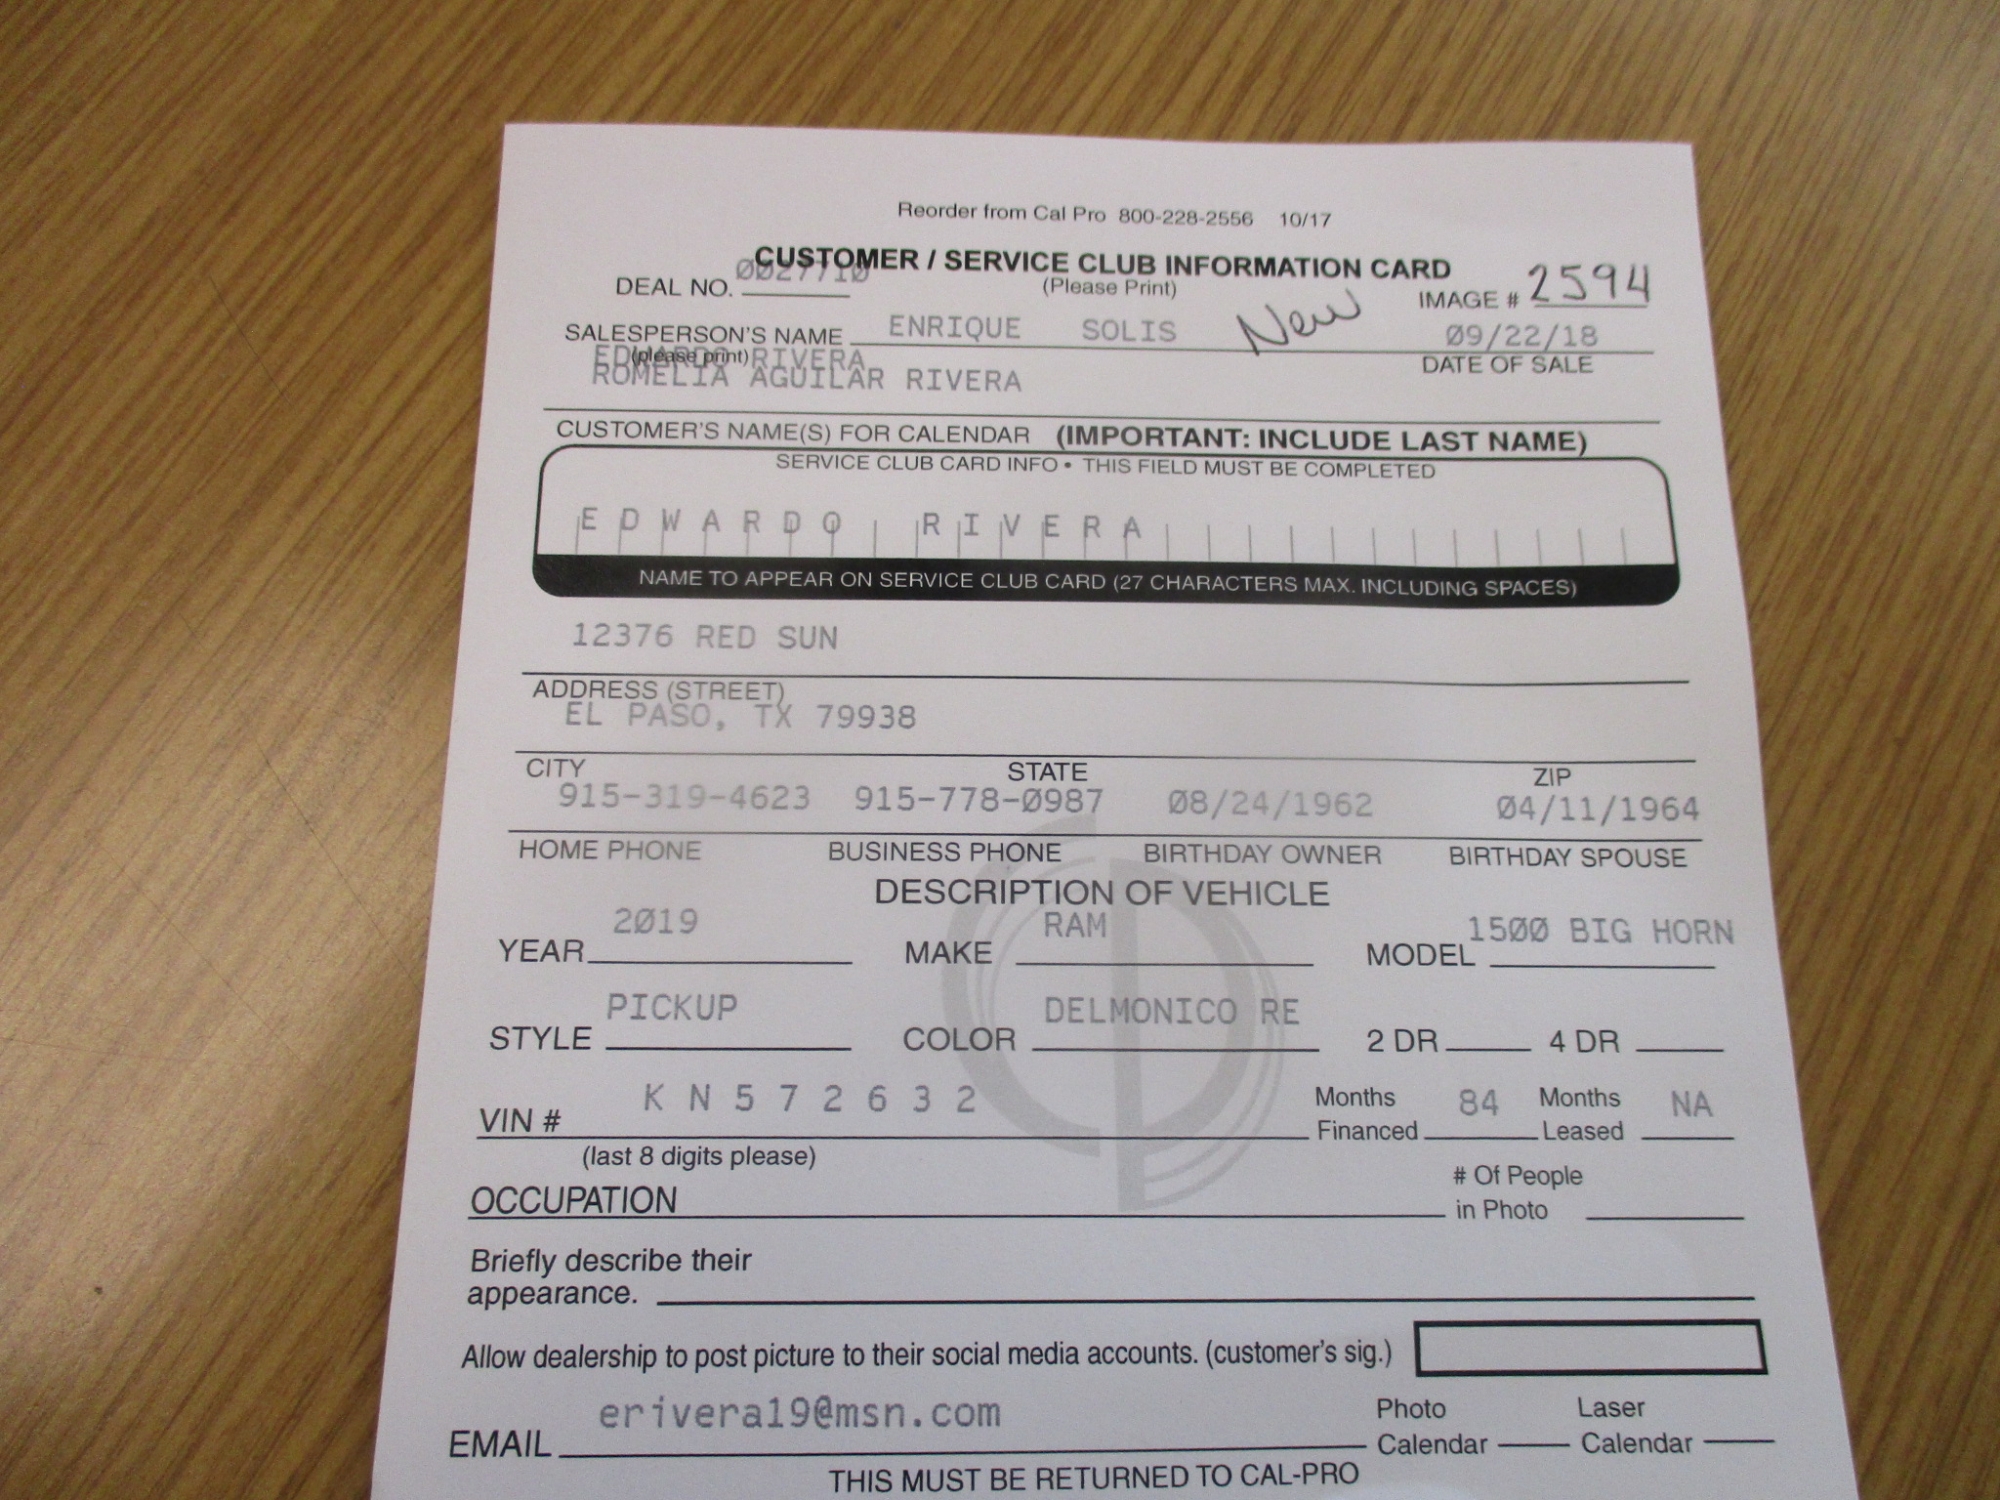 Reorder from Cal Pro 800-228-2556 10/17
CUSTOMER / SERVICE CLUB INFORMATION CARD
(Please Print)
DEAL NO. 0027710
IMAGE # 2594
SALESPERSON'S NAME ENRIQUE SOLIS New 09/22/18
(please print) DATE OF SALE
EDWARDO RIVERA
ROMELIA AGUILAR RIVERA
CUSTOMER'S NAME(S) FOR CALENDAR (IMPORTANT: INCLUDE LAST NAME)
SERVICE CLUB CARD INFO • THIS FIELD MUST BE COMPLETED
EDWARDO RIVERA
NAME TO APPEAR ON SERVICE CLUB CARD (27 CHARACTERS MAX. INCLUDING SPACES)
12376 RED SUN
ADDRESS (STREET)
EL PASO, TX 79938
CITY STATE ZIP
915-319-4623 915-778-0987 08/24/1962 04/11/1964
HOME PHONE BUSINESS PHONE BIRTHDAY OWNER BIRTHDAY SPOUSE
DESCRIPTION OF VEHICLE
YEAR 2019 MAKE RAM MODEL 1500 BIG HORN
STYLE PICKUP COLOR DELMONICO RE 2 DR 4 DR
VIN # KN572632 Months Financed 84 Months Leased NA
(last 8 digits please)
OCCUPATION # Of People in Photo
Briefly describe their
appearance.
Allow dealership to post picture to their social media accounts. (customer's sig.)
EMAIL erivera19@msn.com Photo Calendar Laser Calendar
THIS MUST BE RETURNED TO CAL-PRO